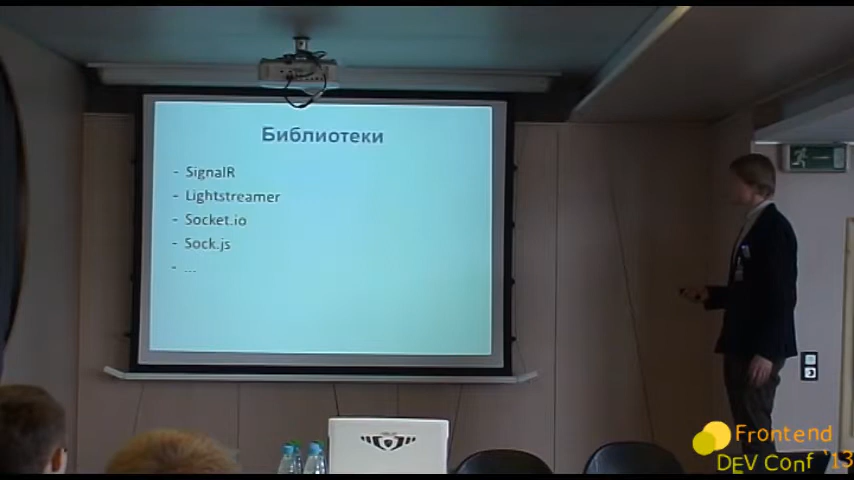 Библиотеки
- SignalR
- Lightstreamer
- Socket.io
- Sock.js
- ...
Frontend
DEV Conf '13